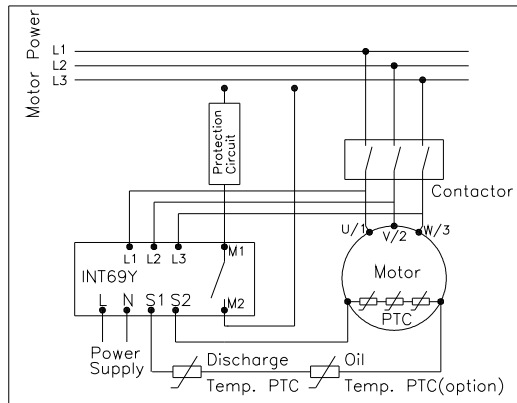 Motor Power
L1
L2
L3
Protection
Circuit
Contactor
U/1 V/2 W/3
L1 L2 L3 M1
INT69Y
Motor
L N S1 S2 M2
PTC
Power
Supply
Discharge
Temp. PTC
Oil
Temp. PTC(option)